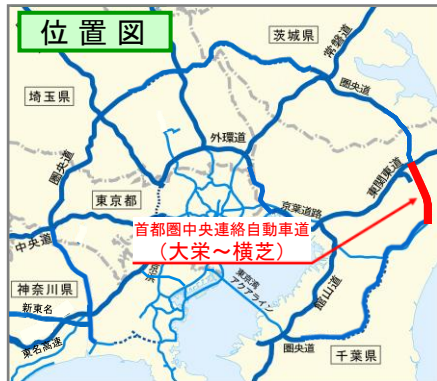 位置図
茨城県
常磐道
圏央道
埼玉県
外環道
圏央道
東関東道
東京都
京葉道路
首都圏中央連絡自動車道
（大栄～横芝）
中央道
神奈川県
新東名
東京湾
アクアライン
館山道
東名高速
圏央道
千葉県